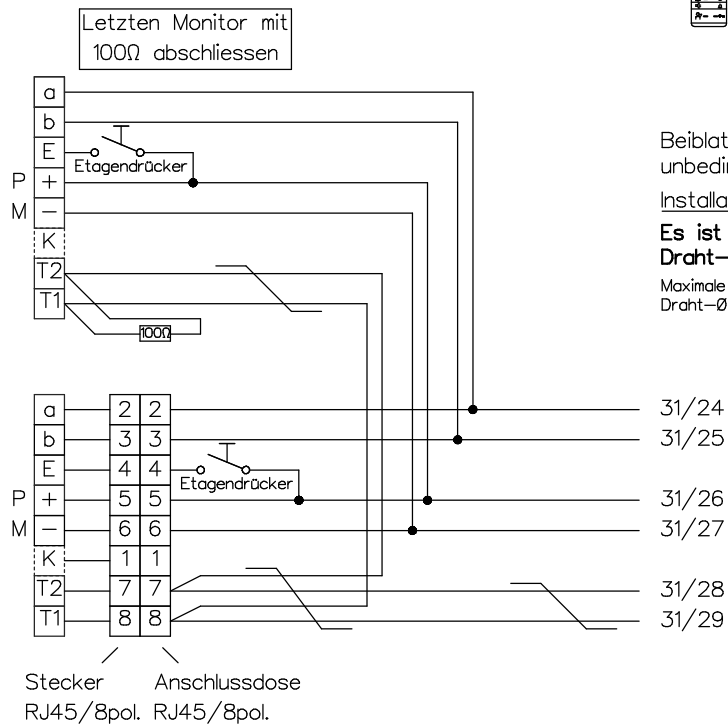 Letzten Monitor mit
100Ω abschliessen
a
b
E
Etagendrücker
P +
M −
K
T2
T1
100Ω
Beiblat
unbedin
Installa
Es ist
Draht−
Maximale
Draht−Ø
a 2 2 31/24
b 3 3 31/25
E 4 4
Etagendrücker
P + 5 5 31/26
M − 6 6 31/27
K 1 1
T2 7 7 31/28
T1 8 8 31/29
Stecker Anschlussdose
RJ45/8pol. RJ45/8pol.